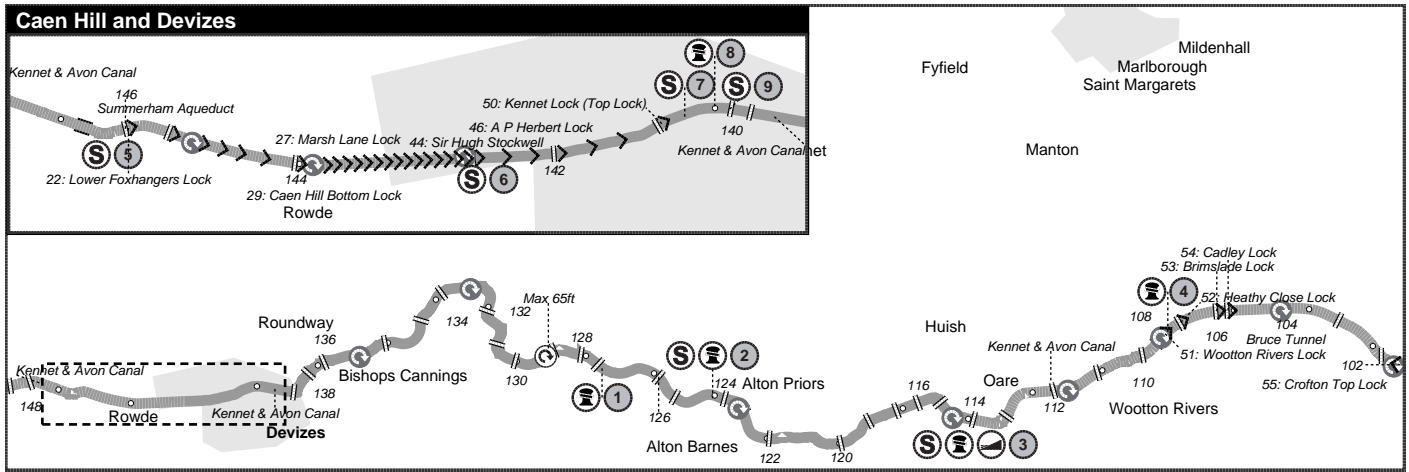 Caen Hill and Devizes
Kennet & Avon Canal
146
Summerham Aqueduct
S 5
22: Lower Foxhangers Lock
27: Marsh Lane Lock
144
29: Caen Hill Bottom Lock
Rowde
44: Sir Hugh Stockwell
46: A P Herbert Lock
S 6
142
50: Kennet Lock (Top Lock)
S 7
8
S 9
140
Kennet & Avon Canal
net
Mildenhall
Marlborough
Saint Margarets
Fyfield
Manton
Kennet & Avon Canal
148
Rowde
Kennet & Avon Canal
Devizes
138
Roundway
136
Bishops Cannings
134
132
Max 65ft
130
128
1
126
S 2
124
Alton Priors
Alton Barnes
122
120
116
Huish
S 3
114
Oare
Kennet & Avon Canal
112
110
Wootton Rivers
4
108
51: Wootton Rivers Lock
54: Cadley Lock
53: Brimslade Lock
52: Heathy Close Lock
106
104
Bruce Tunnel
102
55: Crofton Top Lock